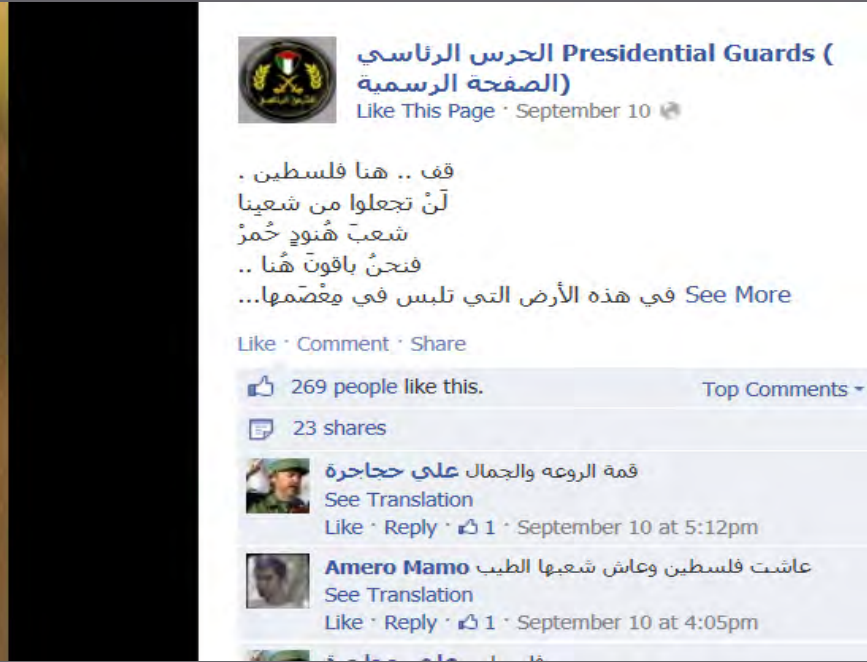 الحرس الرئاسي Presidential Guards (
الصفحة الرسمية)
Like This Page · September 10
قف .. هنا فلسطين .
لَنْ تجعلوا من شعبِنا
شعبَ هُنودٍ حُمرْ
فنحنُ باقونَ هُنا ..
في هذه الأرض التي تلبس في مِعْصَمها... See More
Like · Comment · Share
269 people like this.
Top Comments
23 shares
علي حجاجرة قمة الروعه والجمال
See Translation
Like · Reply · 1 · September 10 at 5:12pm
Amero Mamo عاشت فلسطين وعاش شعبها الطيب
See Translation
Like · Reply · 1 · September 10 at 4:05pm